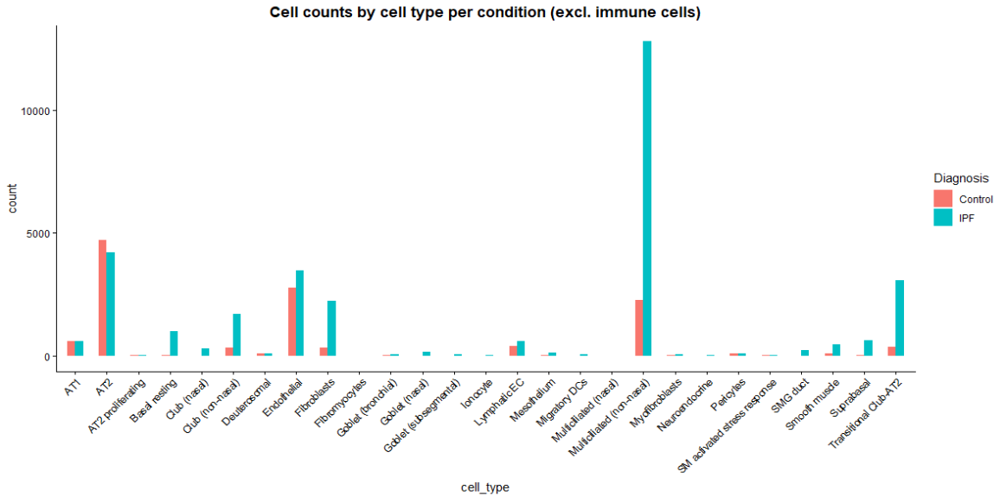 Cell counts by cell type per condition (excl. immune cells)
count
10000
5000
0
AT1
AT2
AT2 proliferating
Basal resting
Club (nasal)
Club (non-nasal)
Deuterosomal
Endothelial
Fibroblasts
Fibromyocytes
Goblet (bronchial)
Goblet (nasal)
Goblet (subsegmental)
Ionocyte
Lymphatic EC
Mesothelium
Migratory DCs
Multiciliated (nasal)
Multiciliated (non-nasal)
Myofibroblasts
Neuroendocrine
Pericytes
SM activated stress response
SMG duct
Smooth muscle
Suprabasal
Transitional Club-AT2
cell_type
Diagnosis
Control
IPF